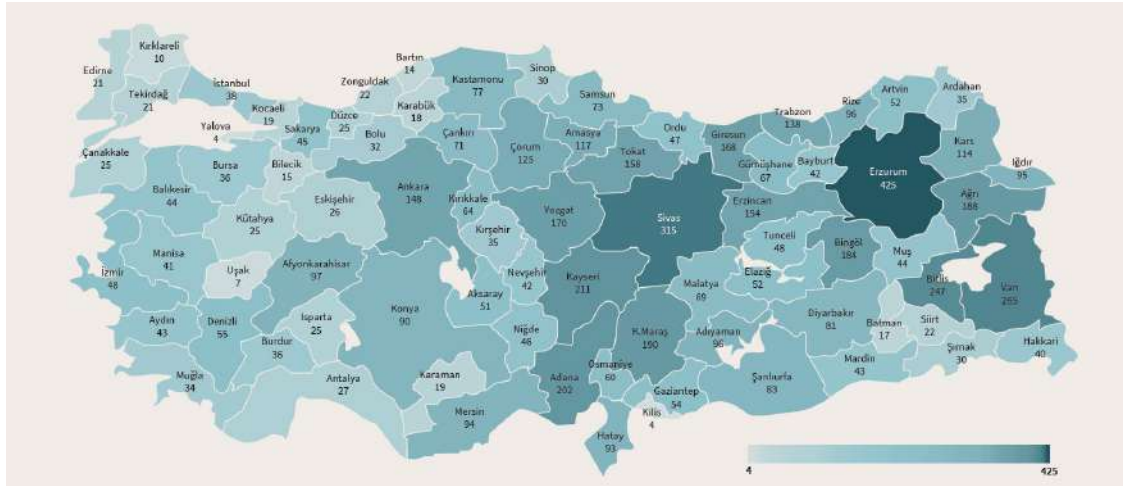 Kırklareli
10
Edirne
21
Tekirdağ
21
İstanbul
38
Kocaeli
19
Yalova
4
Sakarya
45
Düzce
25
Zonguldak
22
Bartın
14
Karabük
18
Bolu
32
Kastamonu
77
Sinop
30
Samsun
73
Çankırı
71
Çorum
125
Amasya
117
Tokat
158
Ordu
47
Giresun
168
Trabzon
138
Rize
96
Artvin
52
Ardahan
35
Kars
114
Iğdır
95
Gümüşhane
67
Bayburt
42
Erzurum
425
Ağrı
188
Erzincan
154
Çanakkale
25
Balıkesir
44
Bursa
36
Bilecik
15
Kütahya
25
Eskişehir
26
Ankara
148
Kırıkkale
64
Kırşehir
35
Yozgat
170
Sivas
315
Tunceli
48
Bingöl
184
Muş
44
Bitlis
247
Van
265
İzmir
48
Manisa
41
Uşak
7
Afyonkarahisar
97
Konya
90
Aksaray
51
Nevşehir
42
Kayseri
211
Malatya
89
Elazığ
52
Diyarbakır
81
Batman
17
Siirt
22
Şırnak
30
Hakkari
40
Aydın
43
Denizli
55
Burdur
36
Isparta
25
Niğde
46
K.Maraş
190
Adıyaman
96
Mardin
43
Şanlıurfa
83
Muğla
34
Antalya
27
Karaman
19
Mersin
94
Adana
202
Osmaniye
60
Gaziantep
54
Kilis
4
Hatay
93
4
425